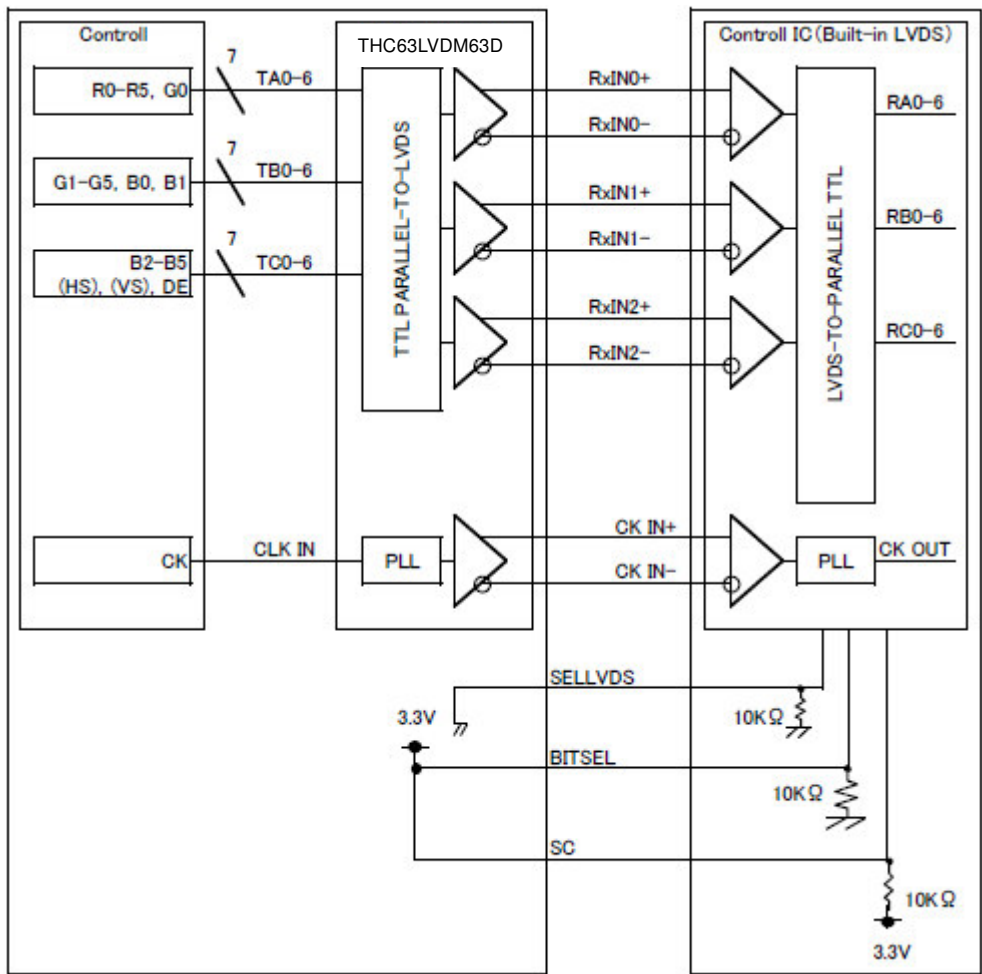 Controll
THC63LVDM63D
Controll IC(Built-in LVDS)
7
R0-R5, G0
TA0-6
RxIN0+
RxIN0-
RA0-6
7
G1-G5, B0, B1
TB0-6
RxIN1+
RxIN1-
RB0-6
7
B2-B5
(HS), (VS), DE
TC0-6
RxIN2+
RxIN2-
RC0-6
TTL PARALLEL-TO-LVDS
LVDS-TO-PARALLEL TTL
CK
CLK IN
PLL
CK IN+
CK IN-
PLL
CK OUT
SELLVDS
10KΩ
3.3V
BITSEL
10KΩ
SC
10KΩ
3.3V